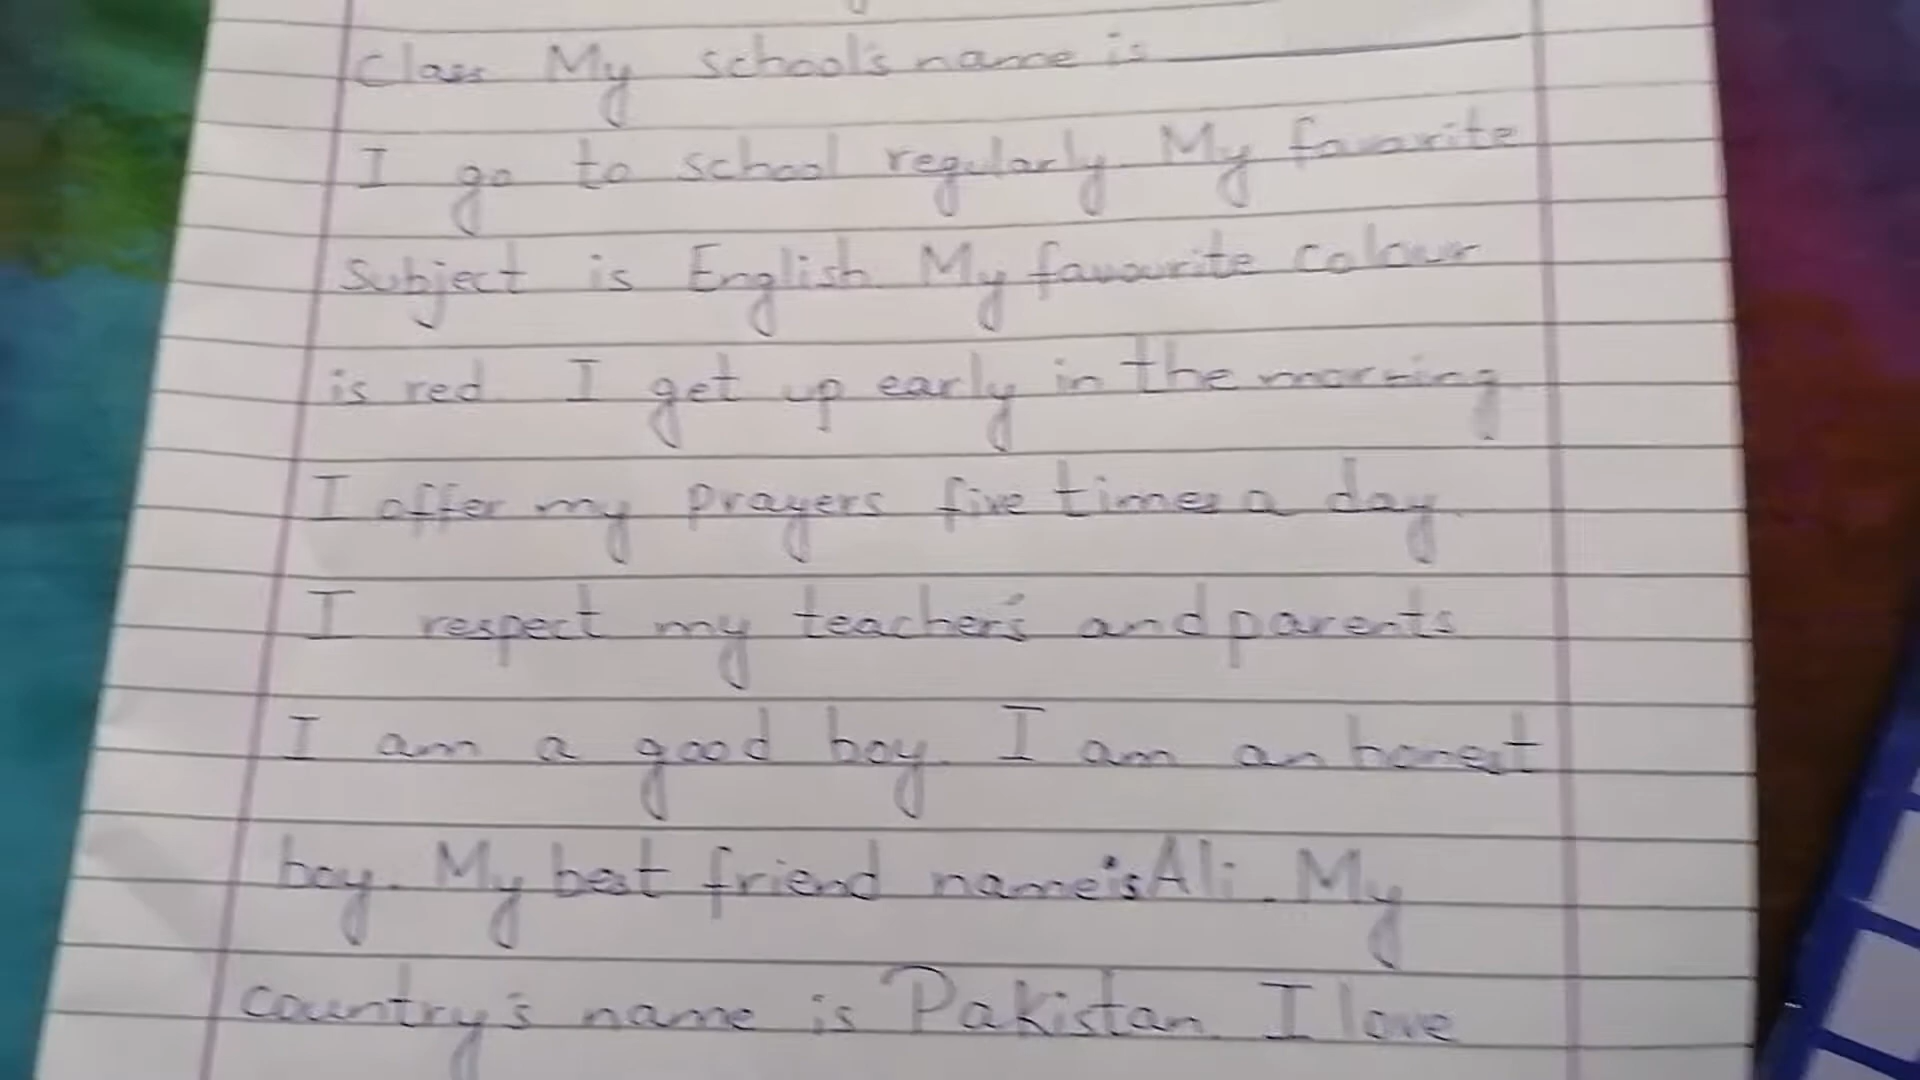 class My school's name is
I go to school regularly. My favorite
subject is English. My favourite colour
is red. I get up early in the morning
I offer my prayers five times a day.
I respect my teacher's and parents
I am a good boy. I am an honest
boy. My best friend name is Ali. My
country's name is Pakistan. I love